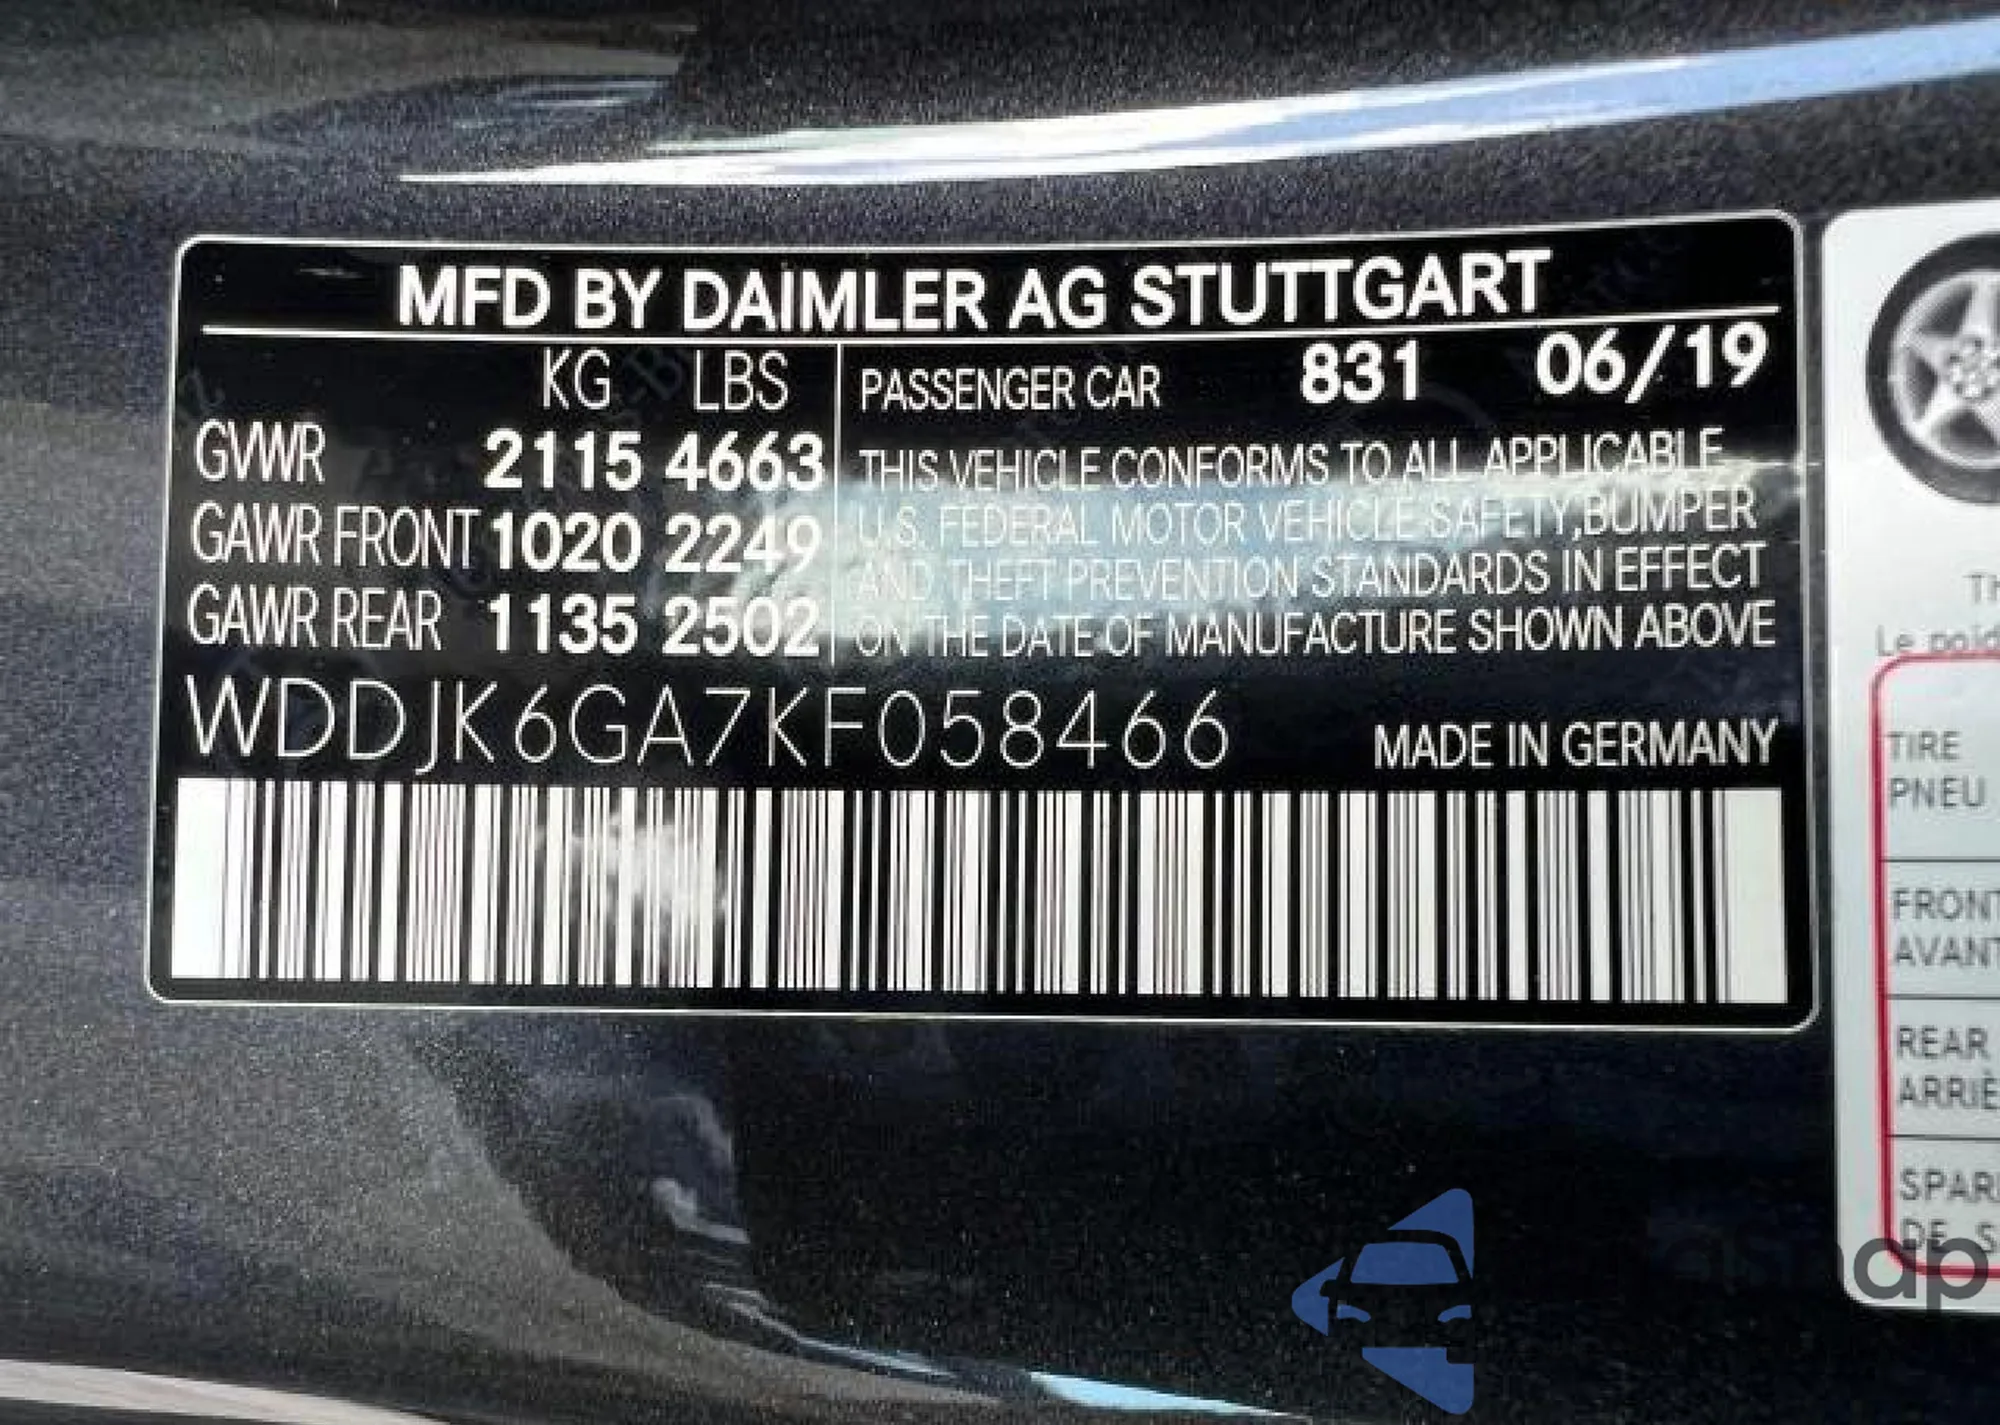 MFD BY DAIMLER AG STUTTGART
KG LBS
GVWR 2115 4663
GAWR FRONT 1020 2249
GAWR REAR 1135 2502
PASSENGER CAR 831 06/19
THIS VEHICLE CONFORMS TO ALL APPLICABLE
U.S. FEDERAL MOTOR VEHICLE SAFETY,BUMPER
AND THEFT PREVENTION STANDARDS IN EFFECT
ON THE DATE OF MANUFACTURE SHOWN ABOVE
WDDJK6GA7KF058466
MADE IN GERMANY
Le
TIRE
PNEU
FRONT
AVANT
REAR
DE